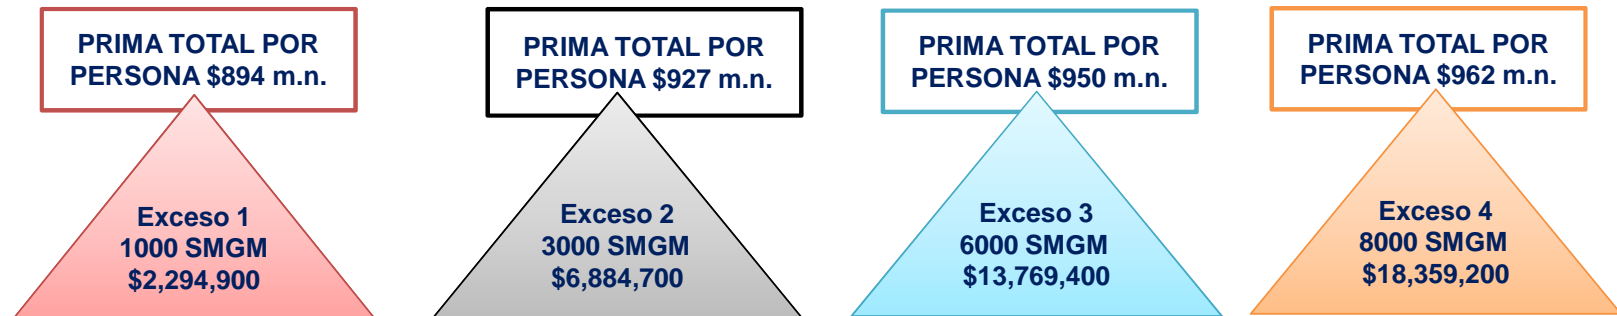 PRIMA TOTAL POR
PERSONA $894 m.n.
Exceso 1
1000 SMGM
$2,294,900
PRIMA TOTAL POR
PERSONA $927 m.n.
Exceso 2
3000 SMGM
$6,884,700
PRIMA TOTAL POR
PERSONA $950 m.n.
Exceso 3
6000 SMGM
$13,769,400
PRIMA TOTAL POR
PERSONA $962 m.n.
Exceso 4
8000 SMGM
$18,359,200